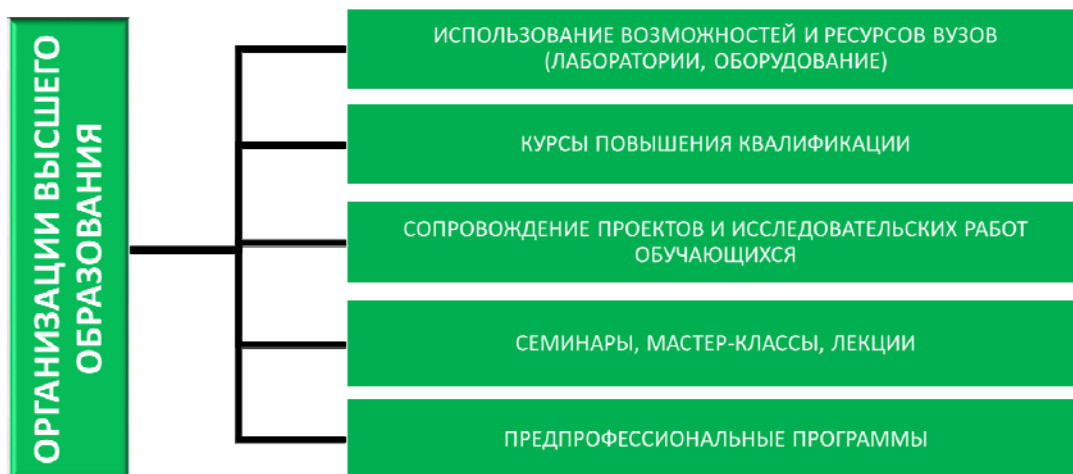 ОРГАНИЗАЦИИ ВЫСШЕГО
ОБРАЗОВАНИЯ
ИСПОЛЬЗОВАНИЕ ВОЗМОЖНОСТЕЙ И РЕСУРСОВ ВУЗОВ
(ЛАБОРАТОРИИ, ОБОРУДОВАНИЕ)
КУРСЫ ПОВЫШЕНИЯ КВАЛИФИКАЦИИ
СОПРОВОЖДЕНИЕ ПРОЕКТОВ И ИССЛЕДОВАТЕЛЬСКИХ РАБОТ
ОБУЧАЮЩИХСЯ
СЕМИНАРЫ, МАСТЕР-КЛАССЫ, ЛЕКЦИИ
ПРЕДПРОФЕССИОНАЛЬНЫЕ ПРОГРАММЫ